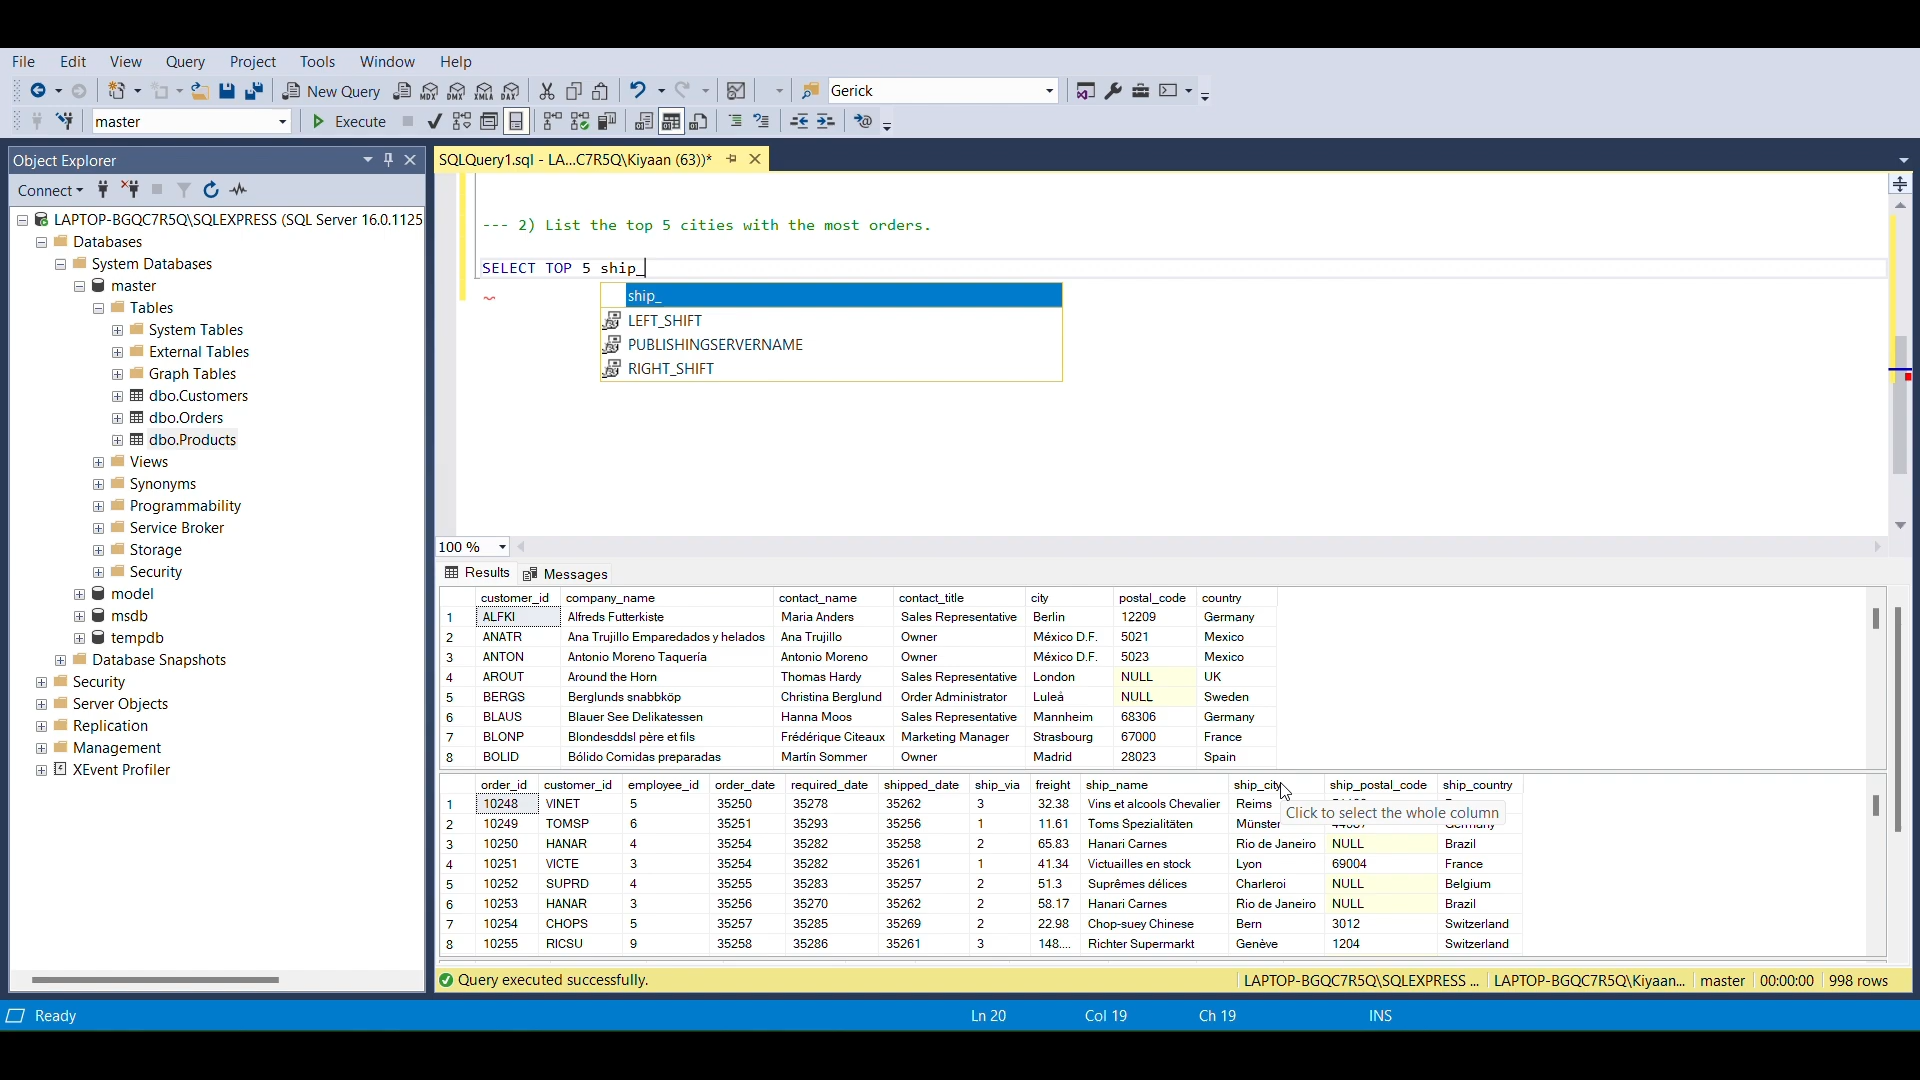 File Edit View Query Project Tools Window Help
New Query MDX DMX XMLA DAX Gerick
master Execute
Object Explorer
SQLQuery1.sql - LA...C7R5Q\Kiyaan (63))*
Connect
LAPTOP-BGQC7R5Q\SQLEXPRESS (SQL Server 16.0.1125
Databases
System Databases
master
Tables
System Tables
External Tables
Graph Tables
dbo.Customers
dbo.Orders
dbo.Products
Views
Synonyms
Programmability
Service Broker
Storage
Security
model
msdb
tempdb
Database Snapshots
Security
Server Objects
Replication
Management
XEvent Profiler
--- 2) List the top 5 cities with the most orders.
SELECT TOP 5 ship_
ship_
LEFT_SHIFT
PUBLISHINGSERVERNAME
RIGHT_SHIFT
100 %
Results Messages
customer_id company_name contact_name contact_title city postal_code country
1 ALFKI Alfreds Futterkiste Maria Anders Sales Representative Berlin 12209 Germany
2 ANATR Ana Trujillo Emparedados y helados Ana Trujillo Owner México D.F. 5021 Mexico
3 ANTON Antonio Moreno Taquería Antonio Moreno Owner México D.F. 5023 Mexico
4 AROUT Around the Horn Thomas Hardy Sales Representative London NULL UK
5 BERGS Berglunds snabbköp Christina Berglund Order Administrator Luleå NULL Sweden
6 BLAUS Blauer See Delikatessen Hanna Moos Sales Representative Mannheim 68306 Germany
7 BLONP Blondesddsl père et fils Frédérique Citeaux Marketing Manager Strasbourg 67000 France
8 BOLID Bólido Comidas preparadas Martín Sommer Owner Madrid 28023 Spain
order_id customer_id employee_id order_date required_date shipped_date ship_via freight ship_name ship_city ship_postal_code ship_country
1 10248 VINET 5 35250 35278 35262 3 32.38 Vins et alcools Chevalier Reims
Click to select the whole column
2 10249 TOMSP 6 35251 35293 35256 1 11.61 Toms Spezialitäten Münster Germany
3 10250 HANAR 4 35254 35282 35258 2 65.83 Hanari Carnes Rio de Janeiro NULL Brazil
4 10251 VICTE 3 35254 35282 35261 1 41.34 Victuailles en stock Lyon 69004 France
5 10252 SUPRD 4 35255 35283 35257 2 51.3 Suprêmes délices Charleroi NULL Belgium
6 10253 HANAR 3 35256 35270 35262 2 58.17 Hanari Carnes Rio de Janeiro NULL Brazil
7 10254 CHOPS 5 35257 35285 35269 2 22.98 Chop-suey Chinese Bern 3012 Switzerland
8 10255 RICSU 9 35258 35286 35261 3 148.... Richter Supermarkt Genève 1204 Switzerland
Query executed successfully. LAPTOP-BGQC7R5Q\SQLEXPRESS ... LAPTOP-BGQC7R5Q\Kiyaan... master 00:00:00 998 rows
Ready Ln 20 Col 19 Ch 19 INS